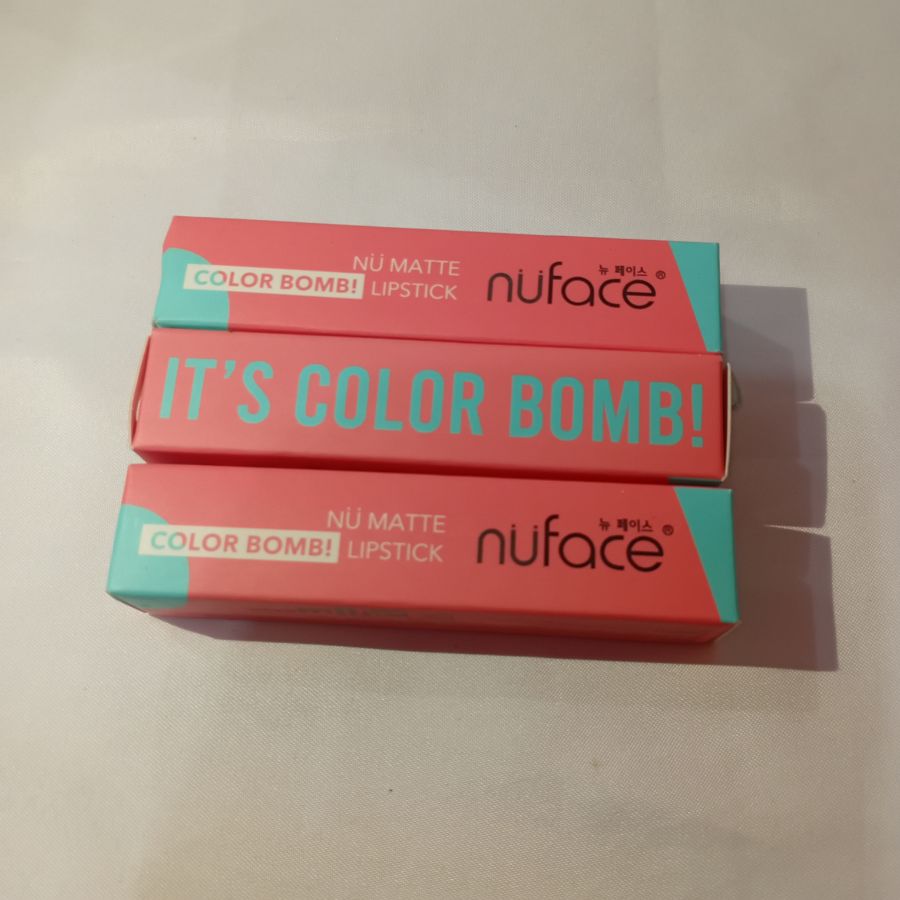 NÜ MATTE
COLOR BOMB! LIPSTICK
뉴 페이스
nüface®
IT'S COLOR BOMB!
NÜ MATTE
COLOR BOMB! LIPSTICK
뉴 페이스
nüface®